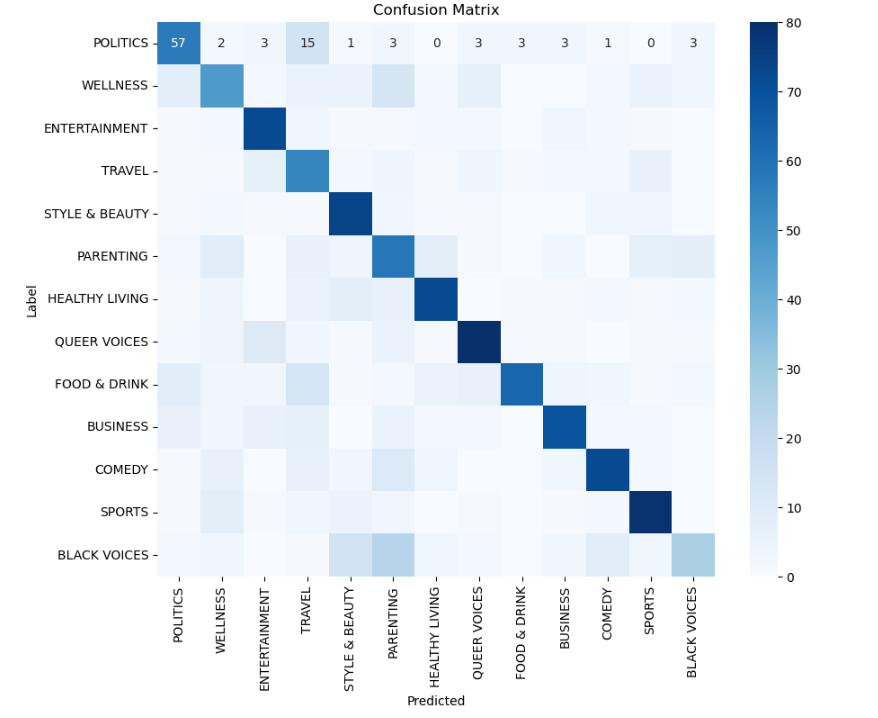 Confusion Matrix
POLITICS 57 2 3 15 1 3 0 3 3 3 1 0 3
WELLNESS
ENTERTAINMENT
TRAVEL
STYLE & BEAUTY
PARENTING
HEALTHY LIVING
QUEER VOICES
FOOD & DRINK
BUSINESS
COMEDY
SPORTS
BLACK VOICES
Label
POLITICS
WELLNESS
ENTERTAINMENT
TRAVEL
STYLE & BEAUTY
PARENTING
HEALTHY LIVING
QUEER VOICES
FOOD & DRINK
BUSINESS
COMEDY
SPORTS
BLACK VOICES
Predicted
80
70
60
50
40
30
20
10
0